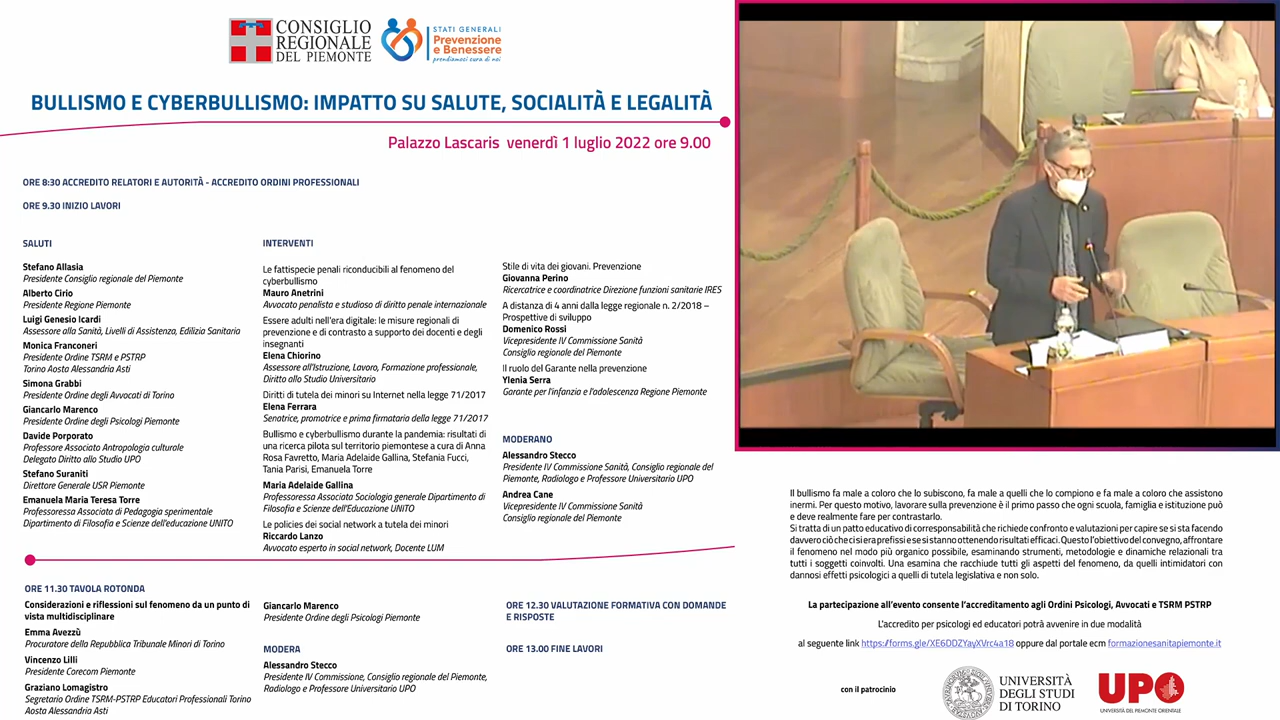 CONSIGLIO
REGIONALE
DEL PIEMONTE
STATI GENERALI
Prevenzione
e Benessere
prendiamoci cura di noi
BULLISMO E CYBERBULLISMO: IMPATTO SU SALUTE, SOCIALITÀ E LEGALITÀ
Palazzo Lascaris venerdì 1 luglio 2022 ore 9.00
ORE 8:30 ACCREDITO RELATORI E AUTORITÀ - ACCREDITO ORDINI PROFESSIONALI
ORE 9.30 INIZIO LAVORI
SALUTI
Stefano Allasia
Presidente Consiglio regionale del Piemonte
Alberto Cirio
Presidente Regione Piemonte
Luigi Genesio Icardi
Assessore alla Sanità, Livelli di Assistenza, Edilizia Sanitaria
Monica Franconeri
Presidente Ordine TSRM e PSTRP
Torino Aosta Alessandria Asti
Simona Grabbi
Presidente Ordine degli Avvocati di Torino
Giancarlo Marenco
Presidente Ordine degli Psicologi Piemonte
Davide Porporato
Professore Associato Antropologia culturale
Delegato Diritto allo Studio UPO
Stefano Suraniti
Direttore Generale USR Piemonte
Emanuela Maria Teresa Torre
Professoressa Associata di Pedagogia sperimentale
Dipartimento di Filosofia e Scienze dell'educazione UNITO
INTERVENTI
Le fattispecie penali riconducibili al fenomeno del
cyberbullismo
Mauro Anetrini
Avvocato penalista e studioso di diritto penale internazionale
Essere adulti nell'era digitale: le misure regionali di
prevenzione e di contrasto a supporto dei docenti e degli
insegnanti
Elena Chiorino
Assessore all'Istruzione, Lavoro, Formazione professionale,
Diritto allo Studio Universitario
Diritti di tutela dei minori su Internet nella legge 71/2017
Elena Ferrara
Senatrice, promotrice e prima firmataria della legge 71/2017
Bullismo e cyberbullismo durante la pandemia: risultati di
una ricerca pilota sul territorio piemontese a cura di Anna
Rosa Favretto, Maria Adelaide Gallina, Stefania Fucci,
Tania Parisi, Emanuela Torre
Maria Adelaide Gallina
Professoressa Associata Sociologia generale Dipartimento di
Filosofia e Scienze dell'Educazione UNITO
Le policies dei social network a tutela dei minori
Riccardo Lanzo
Avvocato esperto in social network, Docente LUM
Stile di vita dei giovani. Prevenzione
Giovanna Perino
Ricercatrice e coordinatrice Direzione funzioni sanitarie IRES
A distanza di 4 anni dalla legge regionale n. 2/2018 –
Prospettive di sviluppo
Domenico Rossi
Vicepresidente IV Commissione Sanità
Consiglio regionale del Piemonte
Il ruolo del Garante nella prevenzione
Ylenia Serra
Garante per l'infanzia e l'adolescenza Regione Piemonte
MODERANO
Alessandro Stecco
Presidente IV Commissione Sanità, Consiglio regionale del
Piemonte, Radiologo e Professore Universitario UPO
Andrea Cane
Vicepresidente IV Commissione Sanità
Consiglio regionale del Piemonte
ORE 11.30 TAVOLA ROTONDA
Considerazioni e riflessioni sul fenomeno da un punto di
vista multidisciplinare
Emma Avezzù
Procuratore della Repubblica Tribunale Minori di Torino
Vincenzo Lilli
Presidente Corecom Piemonte
Graziano Lomagistro
Segretario Ordine TSRM-PSTRP Educatori Professionali Torino
Aosta Alessandria Asti
Giancarlo Marenco
Presidente Ordine degli Psicologi Piemonte
MODERA
Alessandro Stecco
Presidente IV Commissione, Consiglio regionale del Piemonte,
Radiologo e Professore Universitario UPO
ORE 12.30 VALUTAZIONE FORMATIVA CON DOMANDE
E RISPOSTE
ORE 13.00 FINE LAVORI
Il bullismo fa male a coloro che lo subiscono, fa male a quelli che lo compiono e fa male a coloro che assistono
inermi. Per questo motivo, lavorare sulla prevenzione è il primo passo che ogni scuola, famiglia e istituzione può
e deve realmente fare per contrastarlo.
Si tratta di un patto educativo di corresponsabilità che richiede confronto e valutazioni per capire se si sta facendo
davvero ciò che ci si era prefissi e se si stanno ottenendo risultati efficaci. Questo l'obiettivo del convegno, affrontare
il fenomeno nel modo più organico possibile, esaminando strumenti, metodologie e dinamiche relazionali tra
tutti i soggetti coinvolti. Una esamina che racchiude tutti gli aspetti del fenomeno, da quelli intimidatori con
dannosi effetti psicologici a quelli di tutela legislativa e non solo.
La partecipazione all'evento consente l'accreditamento agli Ordini Psicologi, Avvocati e TSRM PSTRP
L'accredito per psicologi ed educatori potrà avvenire in due modalità
al seguente link https://forms.gle/XE6DDZYayXVrc4a18 oppure dal portale ecm formazionesanitapiemonte.it
con il patrocinio
UNIVERSITÀ
DEGLI STUDI
DI TORINO
UPO
UNIVERSITÀ DEL PIEMONTE ORIENTALE